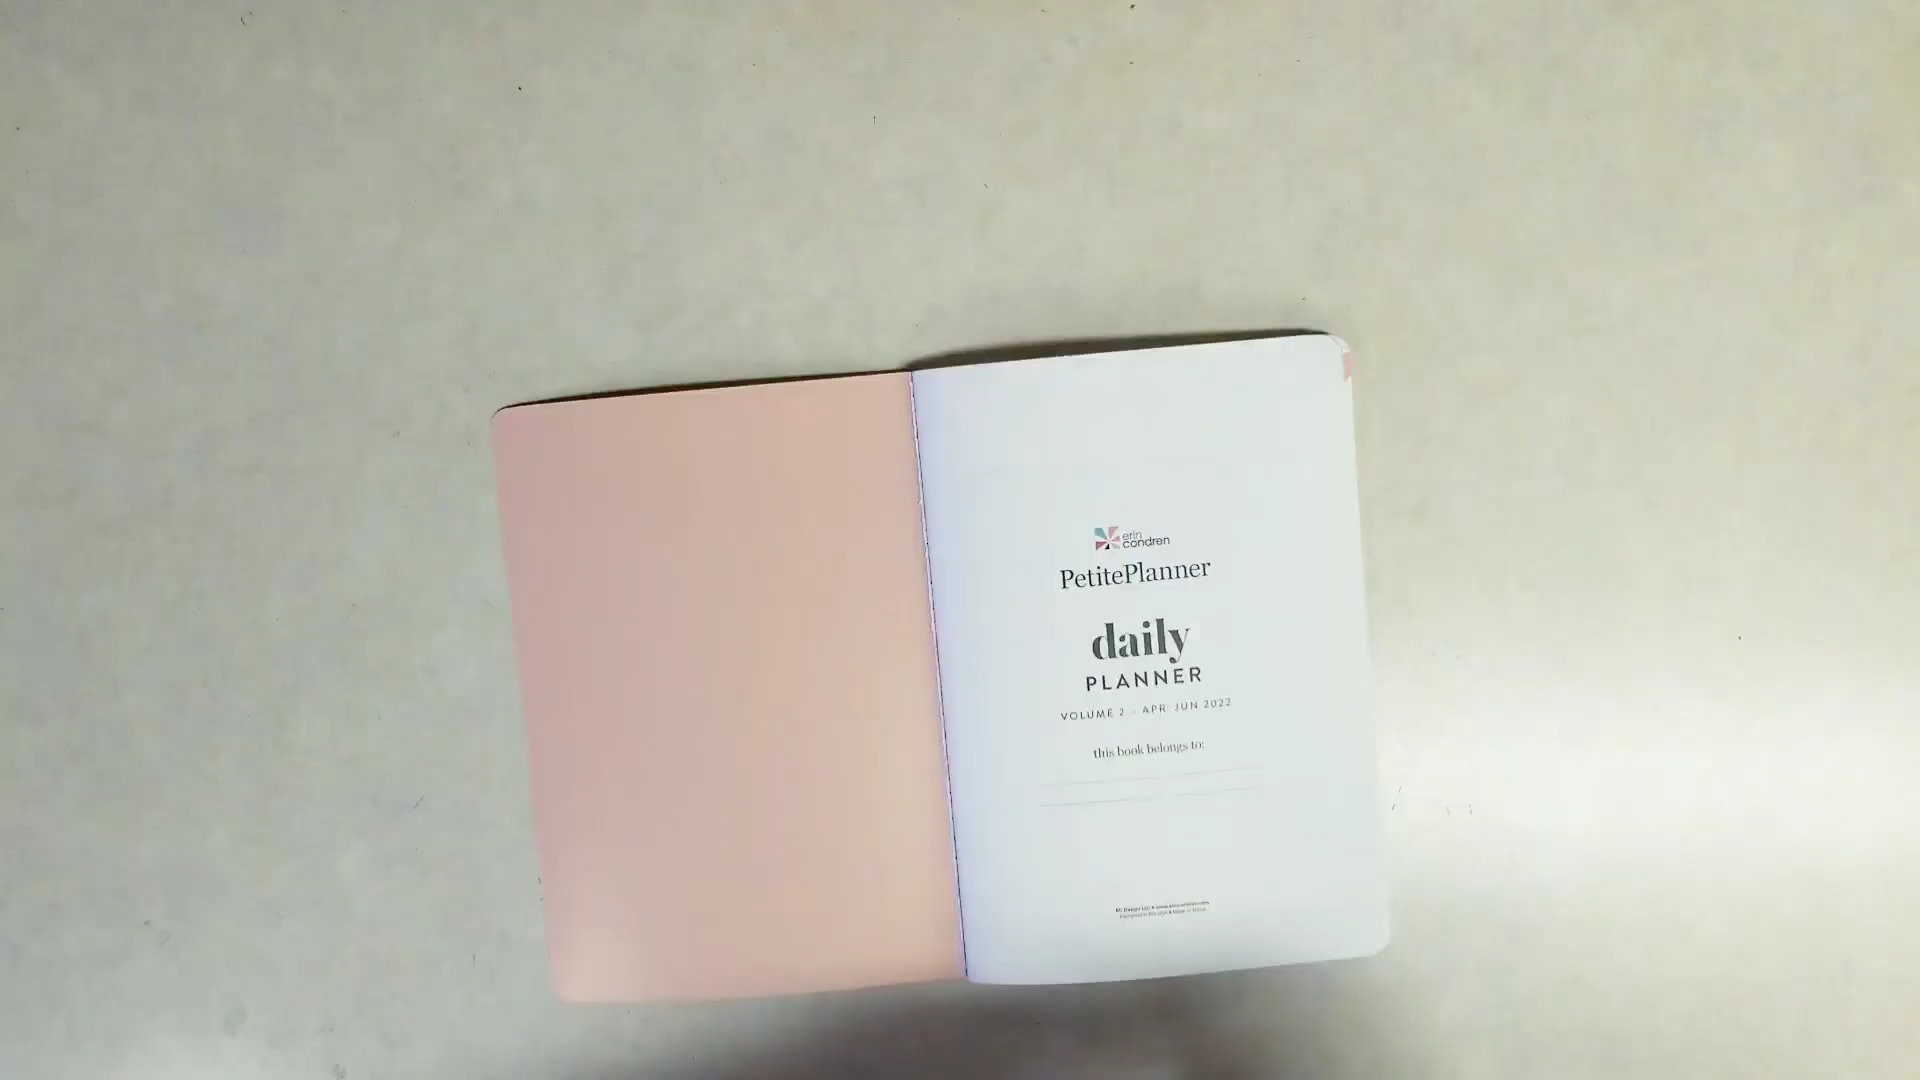 erin
condren
PetitePlanner
daily
PLANNER
VOLUME 2 - APR-JUN 2022
this book belongs to: